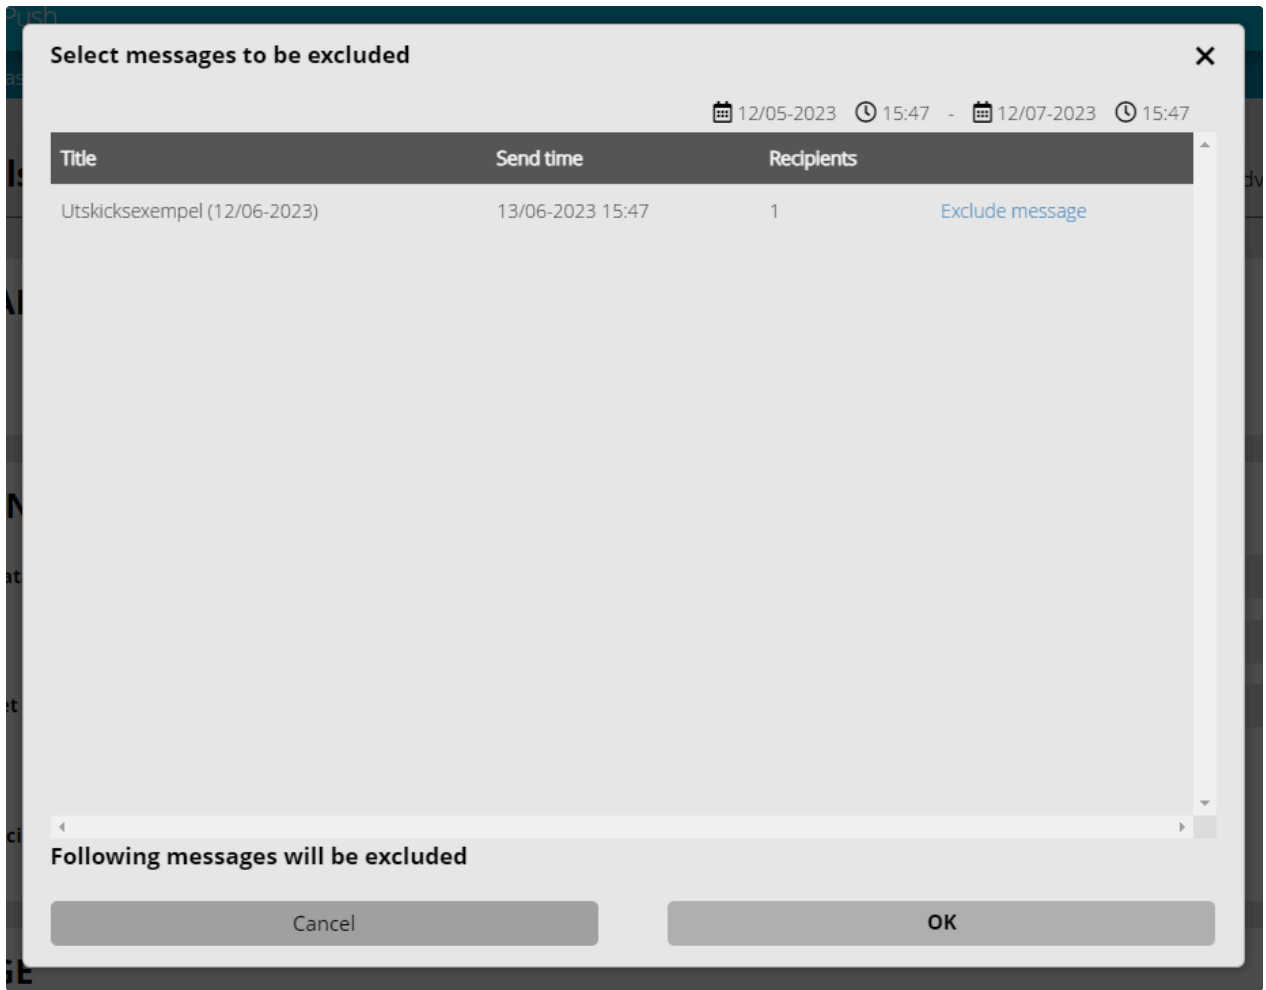 Push
Select messages to be excluded
12/05-2023 15:47 - 12/07-2023 15:47
Title Send time Recipients
Utskicksexempel (12/06-2023) 13/06-2023 15:47 1 Exclude message
Following messages will be excluded
Cancel OK